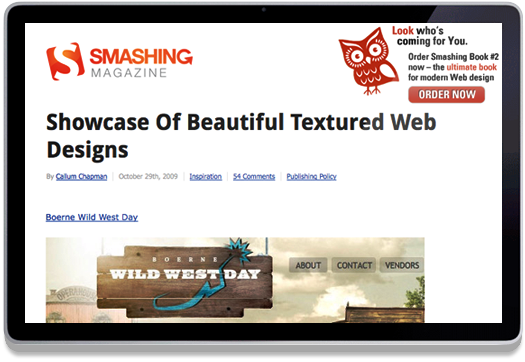 SMASHING
MAGAZINE
Look who's
coming for You.
Order Smashing Book #2
now – the ultimate book
for modern Web design
ORDER NOW
Showcase Of Beautiful Textured Web
Designs
By Callum Chapman | October 29th, 2009 | Inspiration | 54 Comments | Publishing Policy
Boerne Wild West Day
BOERNE
WILD WEST DAY
ABOUT
CONTACT
VENDORS